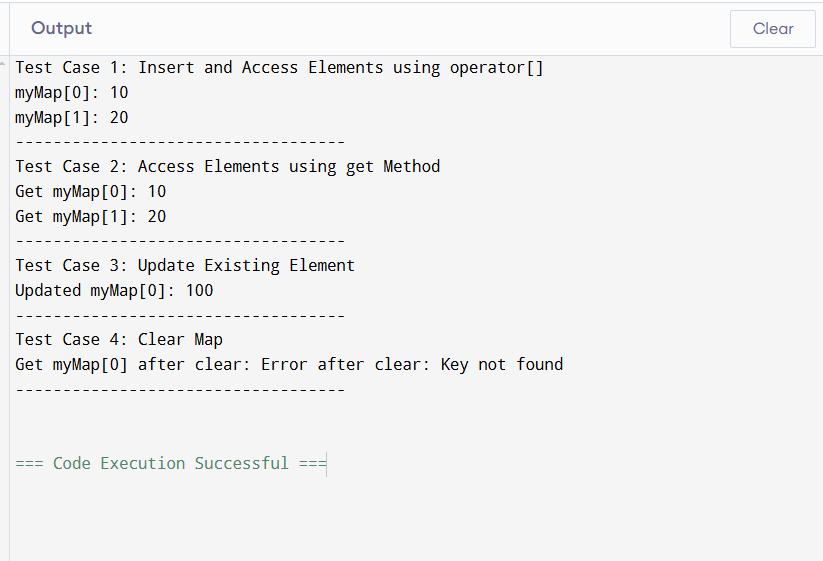 Output
Clear
Test Case 1: Insert and Access Elements using operator[]
myMap[0]: 10
myMap[1]: 20
-----------------------------------
Test Case 2: Access Elements using get Method
Get myMap[0]: 10
Get myMap[1]: 20
-----------------------------------
Test Case 3: Update Existing Element
Updated myMap[0]: 100
-----------------------------------
Test Case 4: Clear Map
Get myMap[0] after clear: Error after clear: Key not found
-----------------------------------
=== Code Execution Successful ===